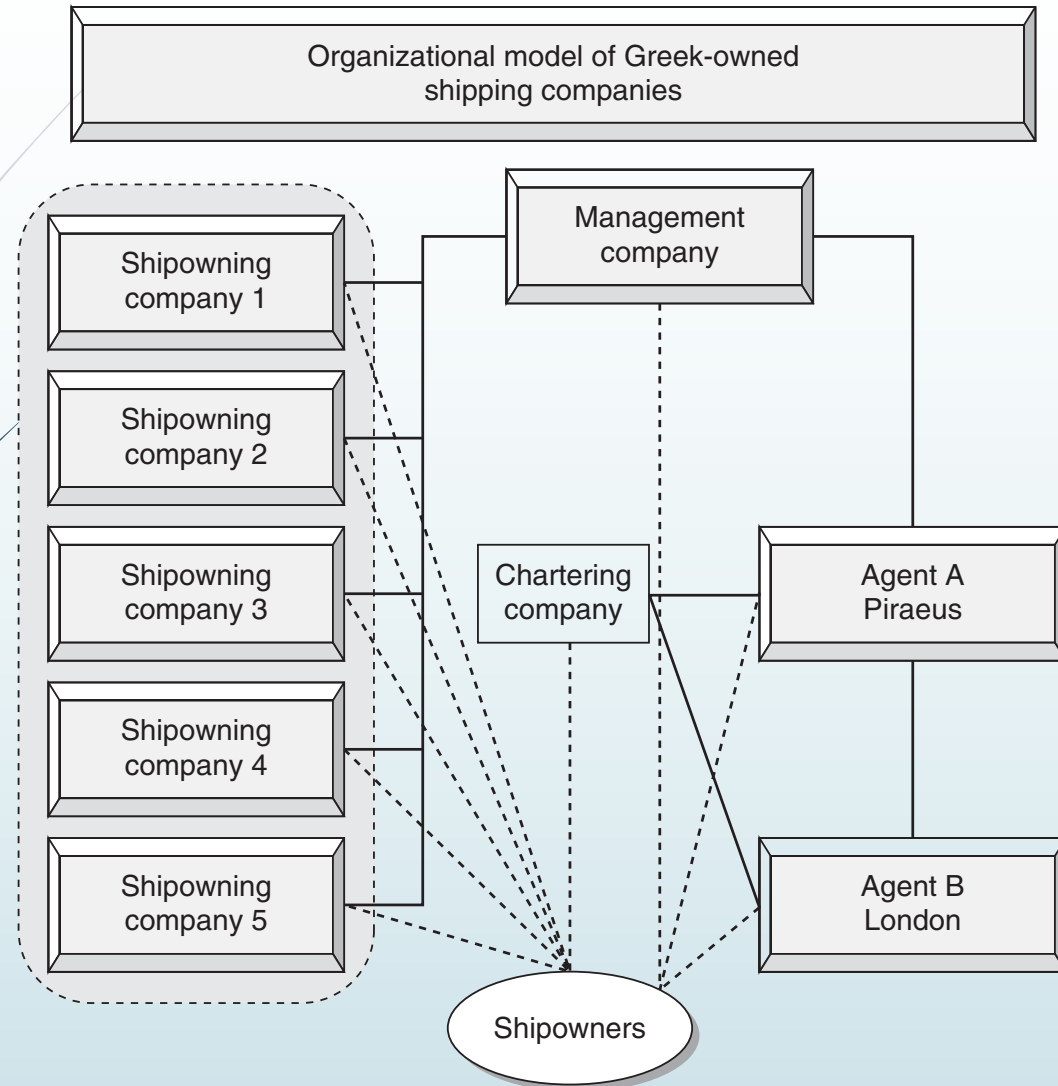 Organizational model of Greek-owned
shipping companies
Management
company
Shipowning
company 1
Shipowning
company 2
Shipowning
company 3
Chartering
company
Agent A
Piraeus
Shipowning
company 4
Shipowning
company 5
Agent B
London
Shipowners